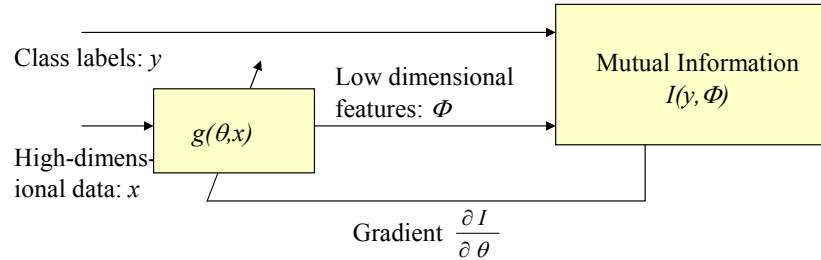 Class labels: y
Mutual Information
I(y,Φ)
Low dimensional
features: Φ
g(θ,x)
High-dimens-
ional data: x
Gradient ∂ I / ∂ θ